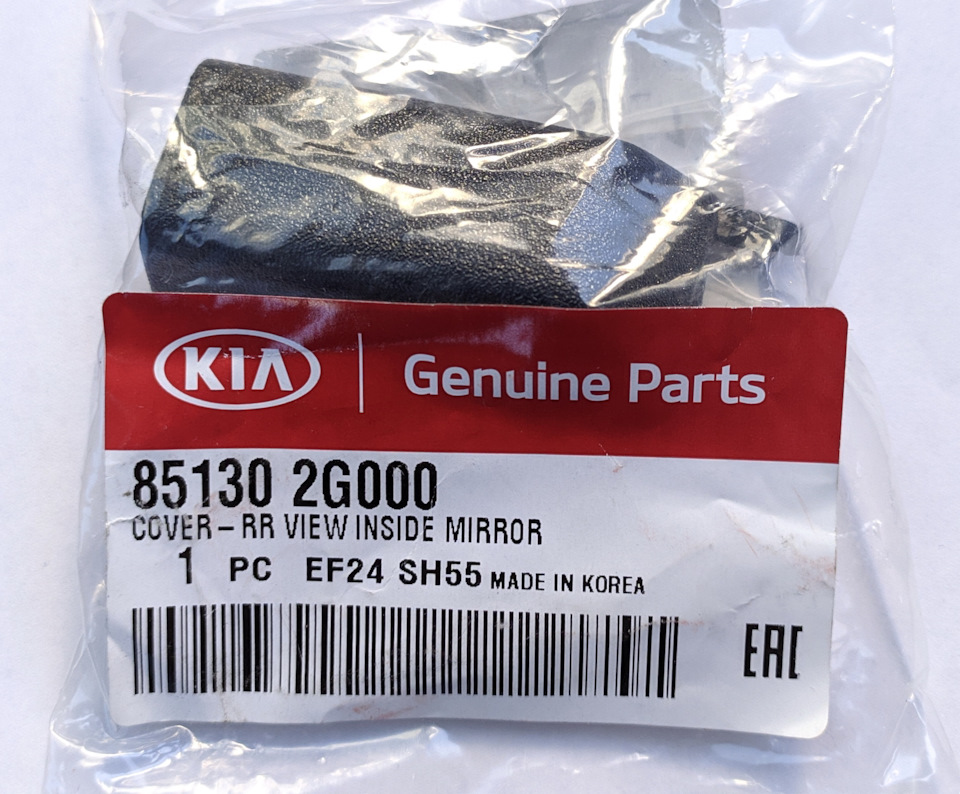 KIA Genuine Parts
85130 2G000
COVER-RR VIEW INSIDE MIRROR
1 PC EF24 SH55 MADE IN KOREA
EAC